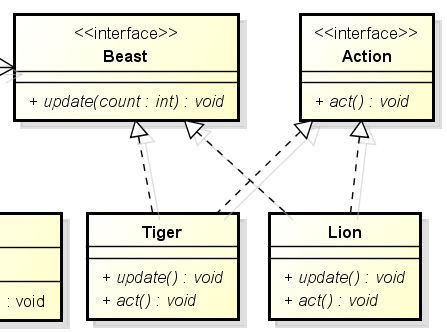 <<interface>>
Beast
+ update(count : int) : void
<<interface>>
Action
+ act() : void
Tiger
+ update() : void
+ act() : void
Lion
+ update() : void
+ act() : void
: void